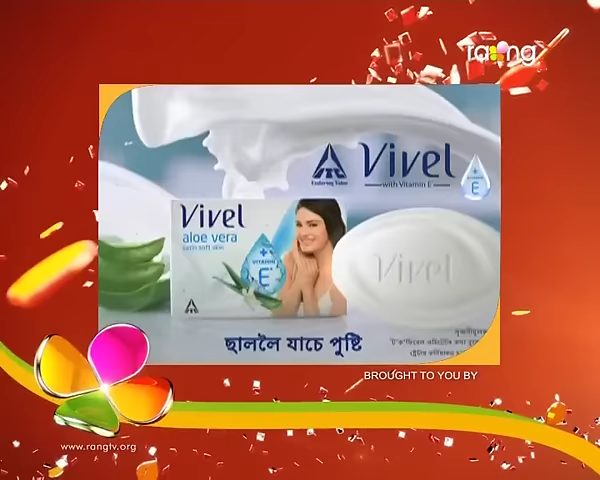 rang
ITC
Enduring Value
Vivel
with Vitamin E
E
Vivel
aloe vera
satin soft skin
VITAMIN
E
Vivel
ছাললৈ যাচে পুষ্টি
BROUGHT TO YOU BY
www.rangtv.org